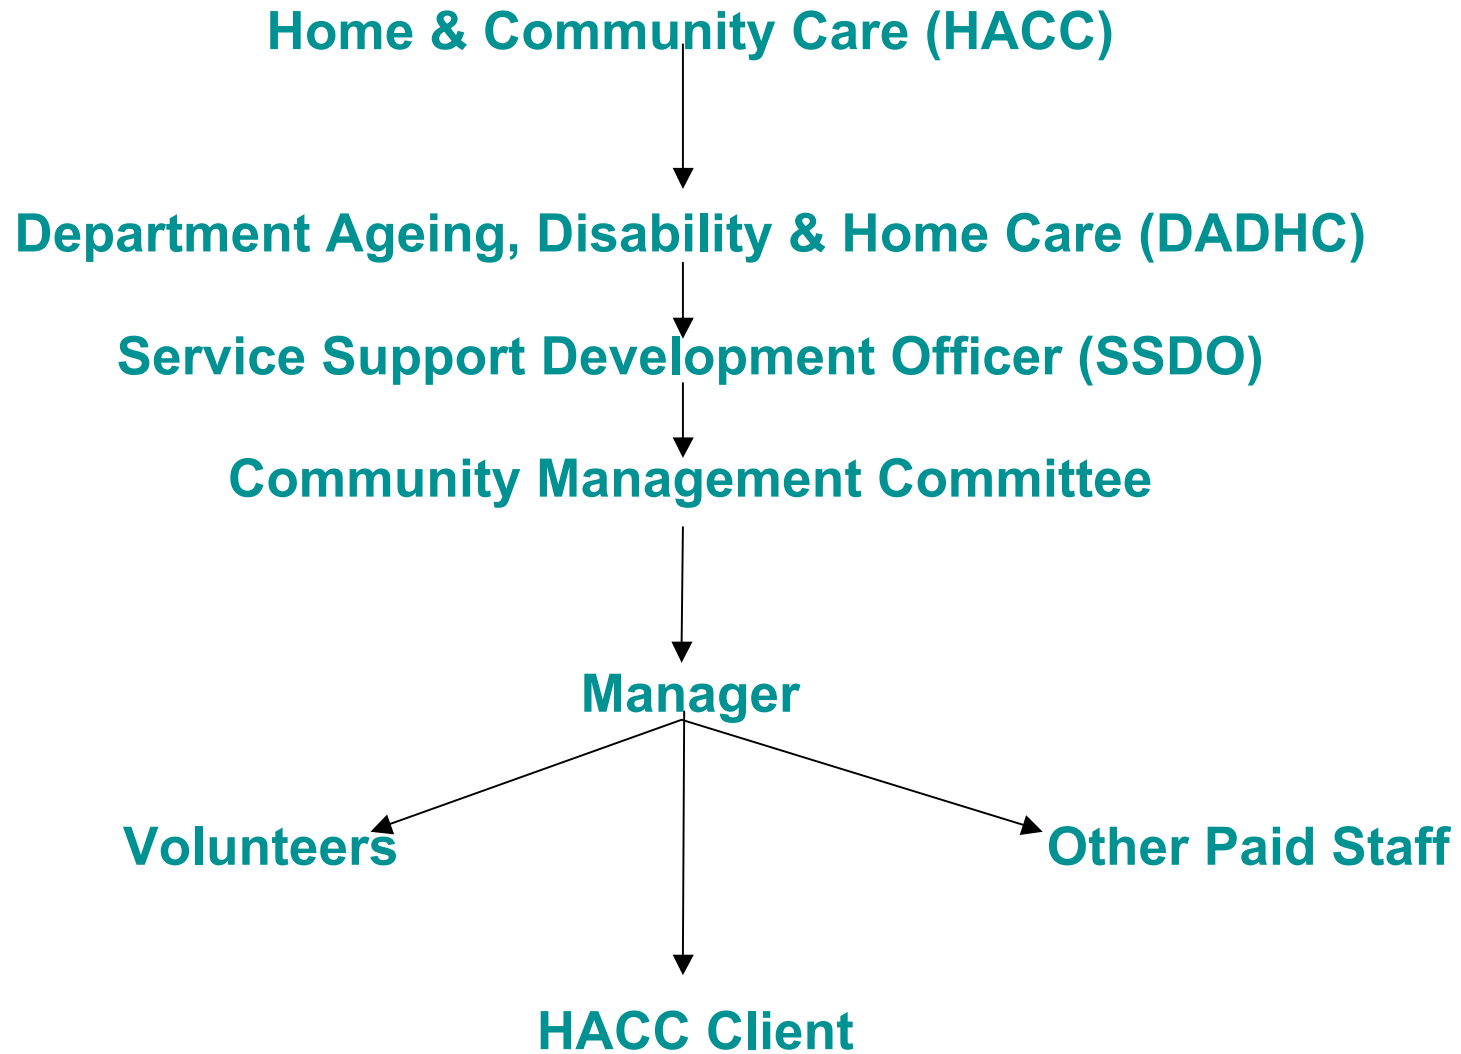 Home & Community Care (HACC)
Department Ageing, Disability & Home Care (DADHC)
Service Support Development Officer (SSDO)
Community Management Committee
Manager
Volunteers
Other Paid Staff
HACC Client